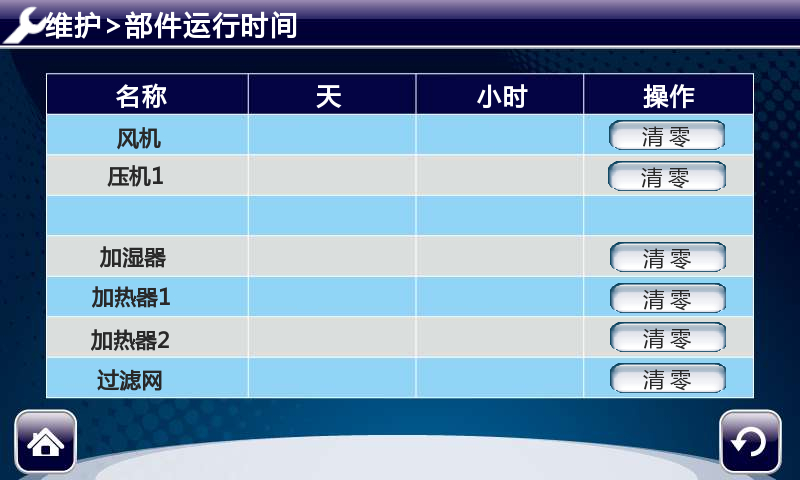 维护>部件运行时间
名称 天 小时 操作
风机 清零
压机1 清零
加湿器 清零
加热器1 清零
加热器2 清零
过滤网 清零